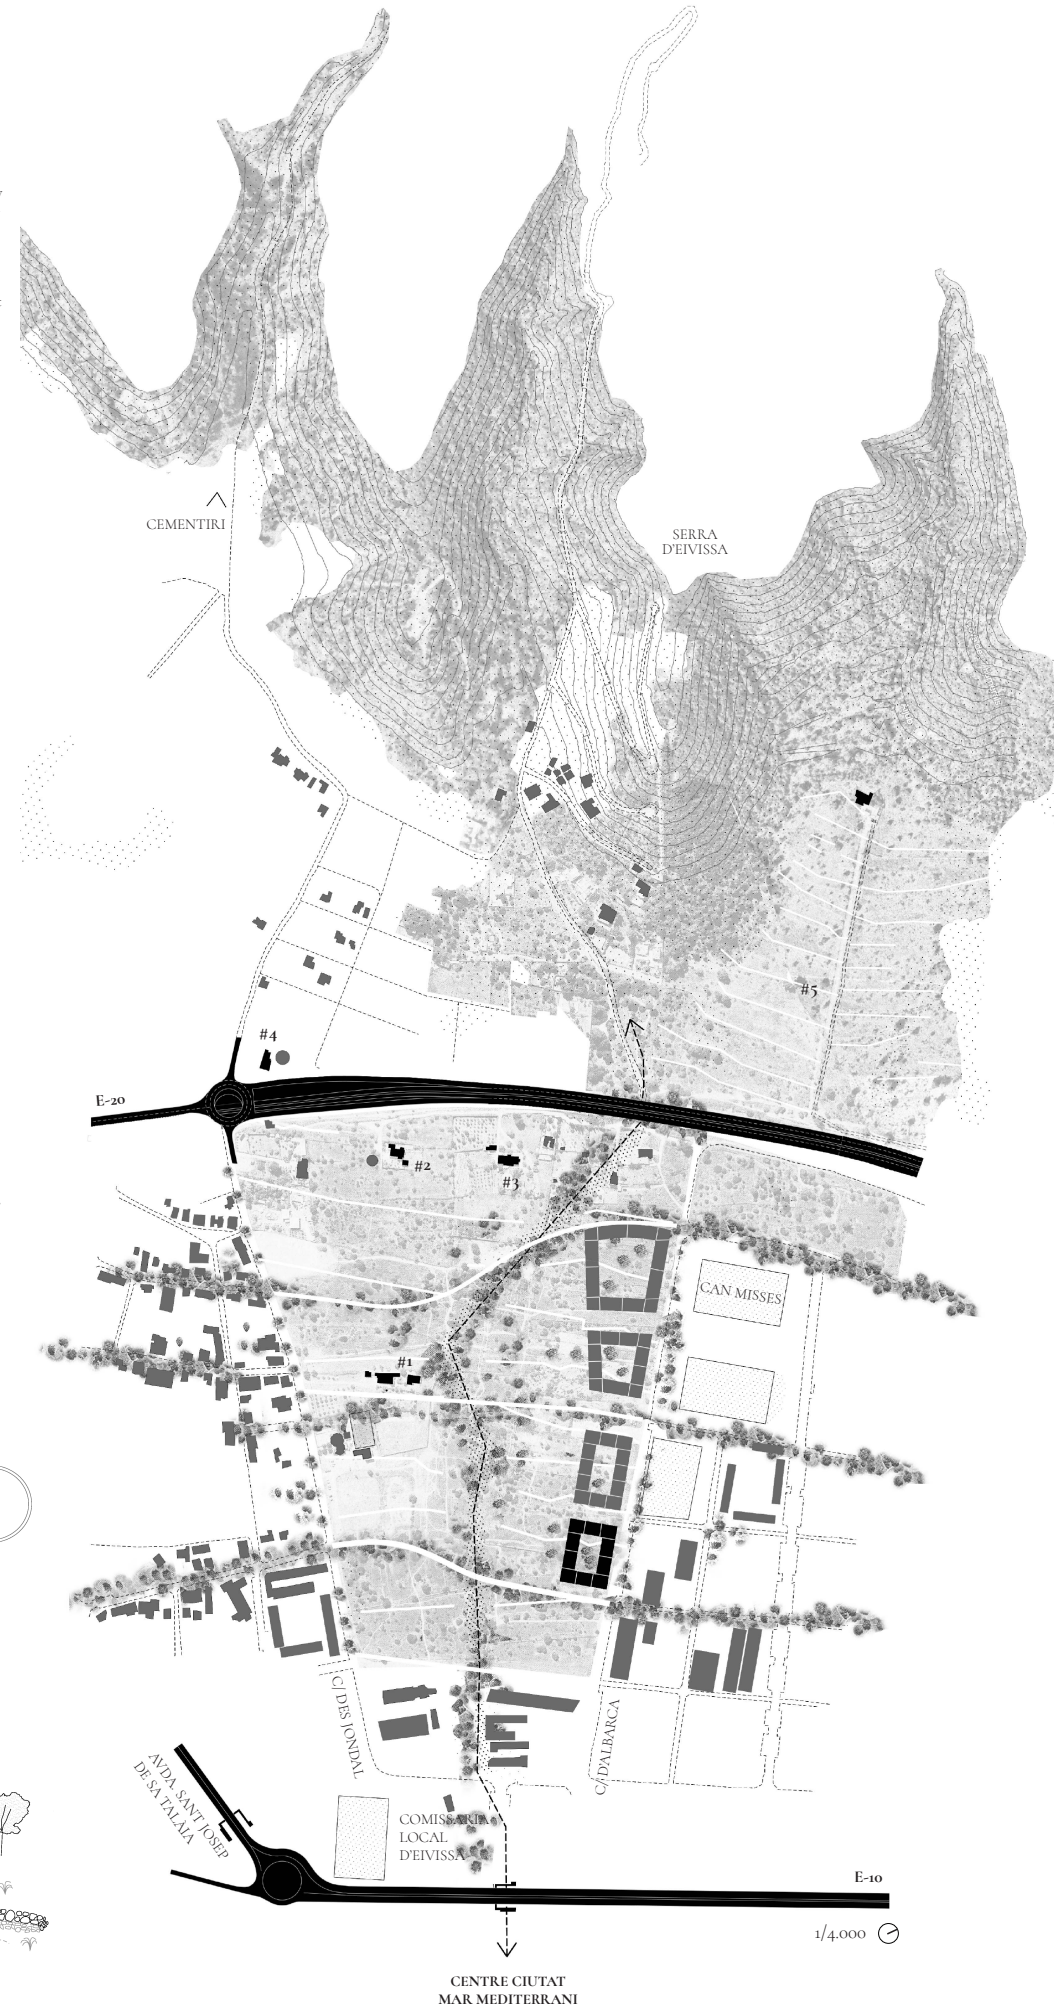 CEMENTIRI
SERRA
D'EIVISSA
#5
#4
E-20
#2
#3
CAN MISSES
#1
C/ DES JONDAL
C/ D'ALBARCA
AVDA. SANT JOSEP
DE SA TALAIA
COMISSARIA
LOCAL
D'EIVISSA
E-10
1/4.000
CENTRE CIUTAT
MAR MEDITERRANI